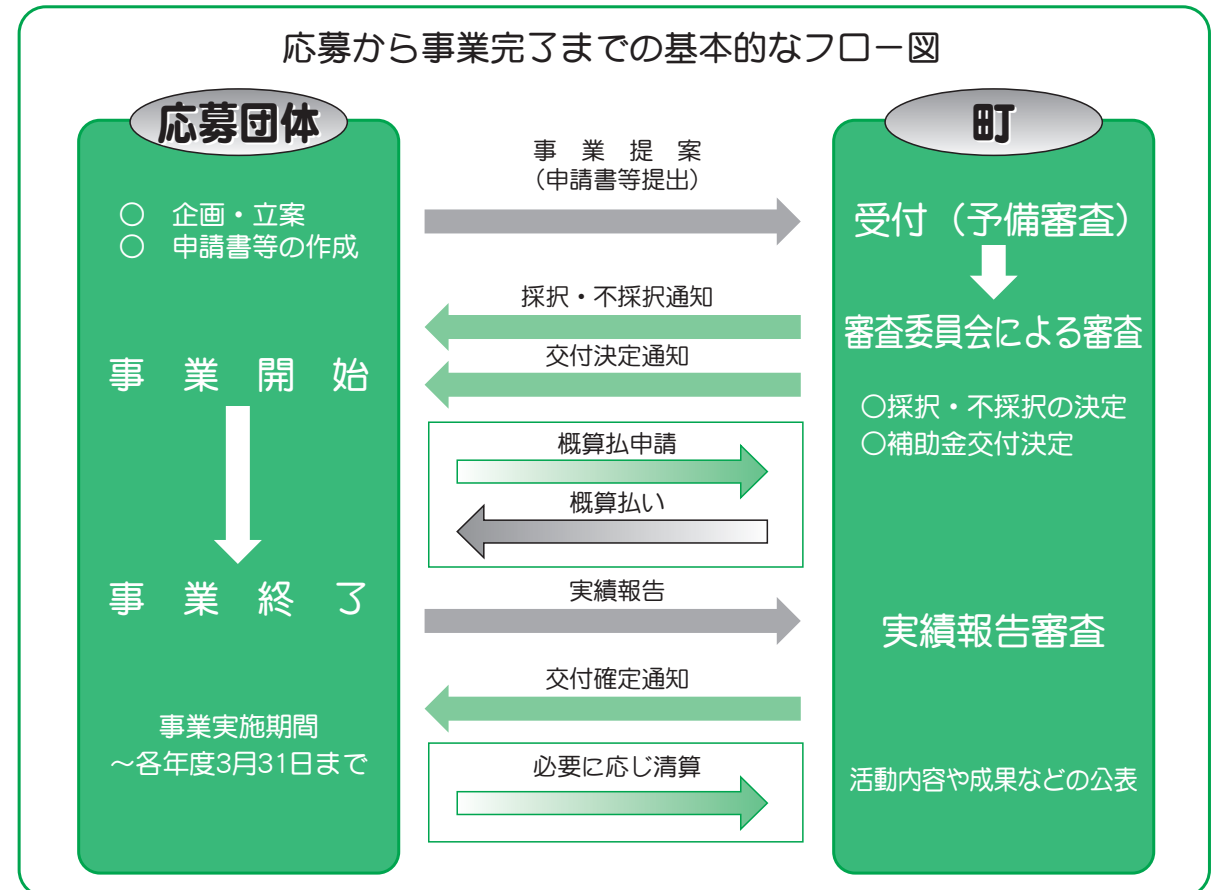 応募から事業完了までの基本的なフロー図
応募団体
○ 企画・立案
○ 申請書等の作成
事業開始
事業終了
事業実施期間
～各年度3月31日まで
事業提案
（申請書等提出）
採択・不採択通知
交付決定通知
概算払申請
概算払い
実績報告
交付確定通知
必要に応じ清算
町
受付（予備審査）
審査委員会による審査
○採択・不採択の決定
○補助金交付決定
実績報告審査
活動内容や成果などの公表